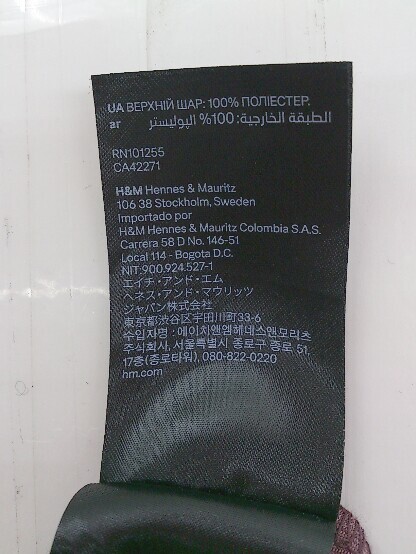 UA ВЕРХНІЙ ШАР: 100% ПОЛІЕСТЕР.
ar الطبقة الخارجية: 100% البوليستر
RN101255
CA42271
H&M Hennes & Mauritz
106 38 Stockholm, Sweden
Importado por
H&M Hennes & Mauritz Colombia S.A.S.
Carrera 58 D No. 146-51
Local 114 - Bogota D.C.
NIT:900.924.527-1
エイチ・アンド・エム
ヘネス・アンド・マウリッツ
ジャパン株式会社
東京都渋谷区宇田川町33-6
수입자명 : 에이치앤엠헤네스앤모리츠
주식회사, 서울특별시 종로구 종로 51,
17층(종로타워), 080-822-0220
hm.com